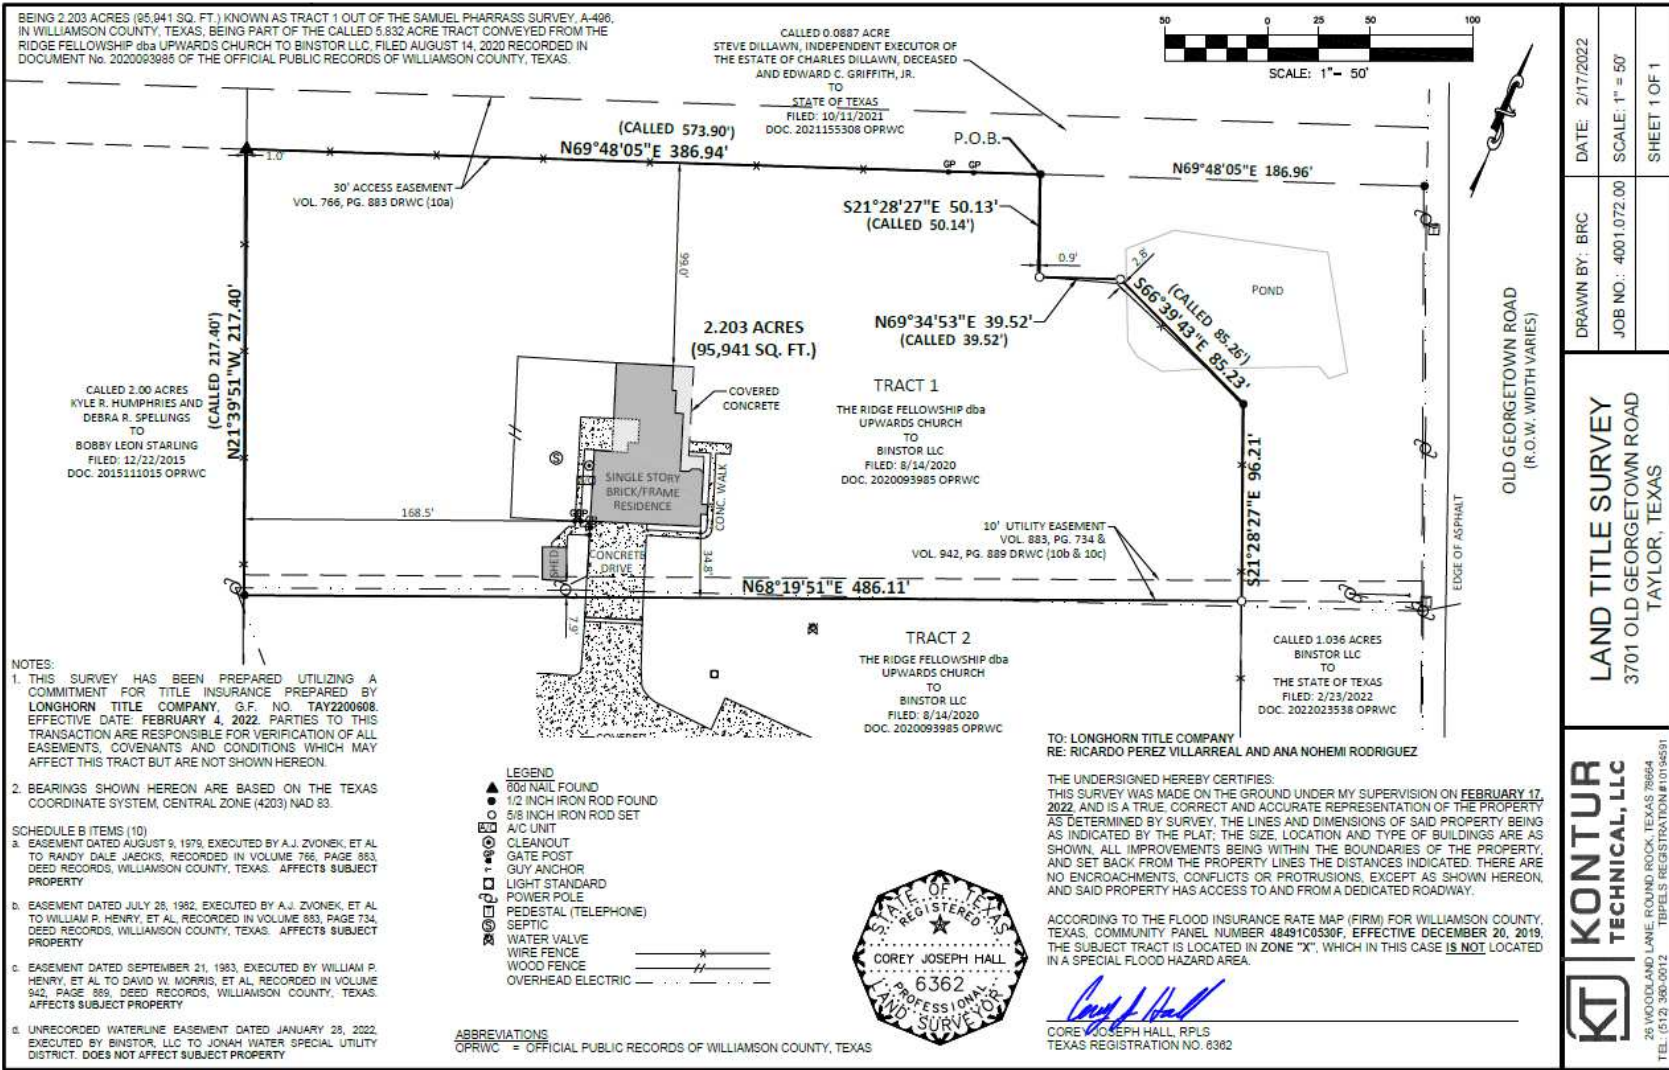 BEING 2.203 ACRES (95,941 SQ. FT.) KNOWN AS TRACT 1 OUT OF THE SAMUEL PHARRASS SURVEY, A-496,
IN WILLIAMSON COUNTY, TEXAS, BEING PART OF THE CALLED 5.832 ACRE TRACT CONVEYED FROM THE
RIDGE FELLOWSHIP dba UPWARDS CHURCH TO BINSTOR LLC, FILED AUGUST 14, 2020 RECORDED IN
DOCUMENT No. 2020093985 OF THE OFFICIAL PUBLIC RECORDS OF WILLIAMSON COUNTY, TEXAS.
CALLED 0.0887 ACRE
STEVE DILLAWN, INDEPENDENT EXECUTOR OF
THE ESTATE OF CHARLES DILLAWN, DECEASED
AND EDWARD C. GRIFFITH, JR.
TO
STATE OF TEXAS
FILED: 10/11/2021
DOC. 2021155308 OPRWC
50 0 25 50 100
SCALE: 1"= 50'
(CALLED 573.90')
N69°48'05"E 386.94'
P.O.B.
1.0'
GP GP
N69°48'05"E 186.96'
30' ACCESS EASEMENT
VOL. 766, PG. 883 DRWC (10a)
S21°28'27"E 50.13'
(CALLED 50.14')
99.0'
0.9'
2.8'
POND
(CALLED 85.26')
S66°39'43"E 85.23'
N69°34'53"E 39.52'
(CALLED 39.52')
(CALLED 217.40')
N21°39'51"W 217.40'
2.203 ACRES
(95,941 SQ. FT.)
OLD GEORGETOWN ROAD
(R.O.W. WIDTH VARIES)
CALLED 2.00 ACRES
KYLE R. HUMPHRIES AND
DEBRA R. SPELLINGS
TO
BOBBY LEON STARLING
FILED: 12/22/2015
DOC. 2015111015 OPRWC
COVERED
CONCRETE
TRACT 1
THE RIDGE FELLOWSHIP dba
UPWARDS CHURCH
TO
BINSTOR LLC
FILED: 8/14/2020
DOC. 2020093985 OPRWC
S
SINGLE STORY
BRICK/FRAME
RESIDENCE
CONC. WALK
168.5'
S21°28'27"E 96.21'
10' UTILITY EASEMENT
VOL. 883, PG. 734 &
VOL. 942, PG. 889 DRWC (10b & 10c)
EDGE OF ASPHALT
SHED
CONCRETE
DRIVE
34.8'
N68°19'51"E 486.11'
7.9'
TRACT 2
THE RIDGE FELLOWSHIP dba
UPWARDS CHURCH
TO
BINSTOR LLC
FILED: 8/14/2020
DOC. 2020093985 OPRWC
CALLED 1.036 ACRES
BINSTOR LLC
TO
THE STATE OF TEXAS
FILED: 2/23/2022
DOC. 2022023538 OPRWC
NOTES:
1. THIS SURVEY HAS BEEN PREPARED UTILIZING A
COMMITMENT FOR TITLE INSURANCE PREPARED BY
LONGHORN TITLE COMPANY, G.F. NO. TAY2200608.
EFFECTIVE DATE: FEBRUARY 4, 2022. PARTIES TO THIS
TRANSACTION ARE RESPONSIBLE FOR VERIFICATION OF ALL
EASEMENTS, COVENANTS AND CONDITIONS WHICH MAY
AFFECT THIS TRACT BUT ARE NOT SHOWN HEREON.
2. BEARINGS SHOWN HEREON ARE BASED ON THE TEXAS
COORDINATE SYSTEM, CENTRAL ZONE (4203) NAD 83.
SCHEDULE B ITEMS (10)
a. EASEMENT DATED AUGUST 9, 1979, EXECUTED BY A.J. ZVONEK, ET AL
TO RANDY DALE JAECKS, RECORDED IN VOLUME 766, PAGE 883,
DEED RECORDS, WILLIAMSON COUNTY, TEXAS. AFFECTS SUBJECT
PROPERTY
b. EASEMENT DATED JULY 28, 1982, EXECUTED BY A.J. ZVONEK, ET AL
TO WILLIAM P. HENRY, ET AL, RECORDED IN VOLUME 883, PAGE 734,
DEED RECORDS, WILLIAMSON COUNTY, TEXAS. AFFECTS SUBJECT
PROPERTY
c. EASEMENT DATED SEPTEMBER 21, 1983, EXECUTED BY WILLIAM P.
HENRY, ET AL TO DAVID W. MORRIS, ET AL, RECORDED IN VOLUME
942, PAGE 889, DEED RECORDS, WILLIAMSON COUNTY, TEXAS.
AFFECTS SUBJECT PROPERTY
d. UNRECORDED WATERLINE EASEMENT DATED JANUARY 28, 2022,
EXECUTED BY BINSTOR, LLC TO JONAH WATER SPECIAL UTILITY
DISTRICT. DOES NOT AFFECT SUBJECT PROPERTY
LEGEND
60d NAIL FOUND
1/2 INCH IRON ROD FOUND
5/8 INCH IRON ROD SET
A/C A/C UNIT
CLEANOUT
GATE POST
GUY ANCHOR
LIGHT STANDARD
POWER POLE
T PEDESTAL (TELEPHONE)
S SEPTIC
WATER VALVE
WIRE FENCE
WOOD FENCE
OVERHEAD ELECTRIC
ABBREVIATIONS
OPRWC = OFFICIAL PUBLIC RECORDS OF WILLIAMSON COUNTY, TEXAS
STATE OF TEXAS
REGISTERED
COREY JOSEPH HALL
6362
PROFESSIONAL
LAND SURVEYOR
TO: LONGHORN TITLE COMPANY
RE: RICARDO PEREZ VILLARREAL AND ANA NOHEMI RODRIGUEZ
THE UNDERSIGNED HEREBY CERTIFIES:
THIS SURVEY WAS MADE ON THE GROUND UNDER MY SUPERVISION ON FEBRUARY 17,
2022, AND IS A TRUE, CORRECT AND ACCURATE REPRESENTATION OF THE PROPERTY
AS DETERMINED BY SURVEY, THE LINES AND DIMENSIONS OF SAID PROPERTY BEING
AS INDICATED BY THE PLAT; THE SIZE, LOCATION AND TYPE OF BUILDINGS ARE AS
SHOWN, ALL IMPROVEMENTS BEING WITHIN THE BOUNDARIES OF THE PROPERTY,
AND SET BACK FROM THE PROPERTY LINES THE DISTANCES INDICATED. THERE ARE
NO ENCROACHMENTS, CONFLICTS OR PROTRUSIONS, EXCEPT AS SHOWN HEREON,
AND SAID PROPERTY HAS ACCESS TO AND FROM A DEDICATED ROADWAY.
ACCORDING TO THE FLOOD INSURANCE RATE MAP (FIRM) FOR WILLIAMSON COUNTY,
TEXAS, COMMUNITY PANEL NUMBER 48491C0530F, EFFECTIVE DECEMBER 20, 2019,
THE SUBJECT TRACT IS LOCATED IN ZONE "X", WHICH IN THIS CASE IS NOT LOCATED
IN A SPECIAL FLOOD HAZARD AREA.
Corey J Hall
COREY JOSEPH HALL, RPLS
TEXAS REGISTRATION NO. 6362
DATE: 2/17/2022
SCALE: 1" = 50'
SHEET 1 OF 1
DRAWN BY: BRC
JOB NO.: 4001.072.00
LAND TITLE SURVEY
3701 OLD GEORGETOWN ROAD
TAYLOR, TEXAS
KT
KONTUR
TECHNICAL, LLC
26 WOODLAND LANE, ROUND ROCK, TEXAS 78664
TEL.: (512) 360-0012 TBPELS REGISTRATION #10194591